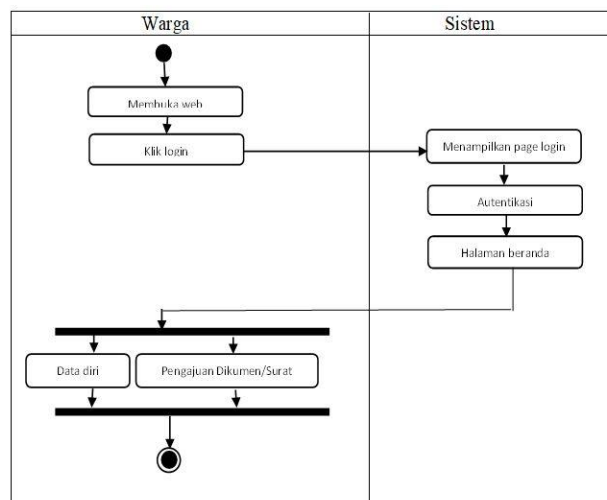 Warga
Sistem
Membuka web
Klik login
Menampilkan page login
Autentikasi
Halaman beranda
Data diri
Pengajuan Dikumen/Surat